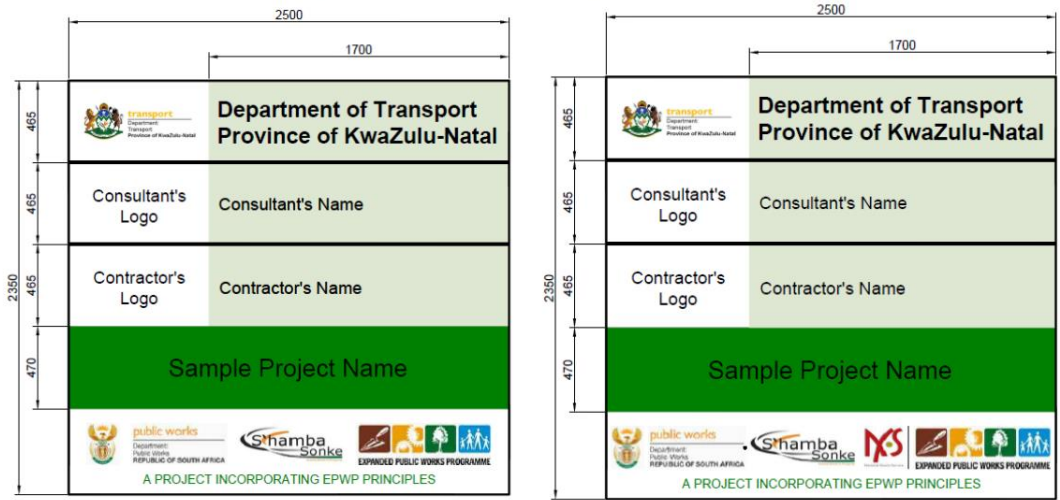 2500
1700
465
transport
Department:
Transport
Province of KwaZulu-Natal
Department of Transport
Province of KwaZulu-Natal
465
Consultant's
Logo
Consultant's Name
2350
465
Contractor's
Logo
Contractor's Name
470
Sample Project Name
public works
Department:
Public Works
REPUBLIC OF SOUTH AFRICA
S'hamba
Sonke
EXPANDED PUBLIC WORKS PROGRAMME
A PROJECT INCORPORATING EPWP PRINCIPLES
2500
1700
465
transport
Department:
Transport
Province of KwaZulu-Natal
Department of Transport
Province of KwaZulu-Natal
465
Consultant's
Logo
Consultant's Name
2350
465
Contractor's
Logo
Contractor's Name
470
Sample Project Name
public works
Department:
Public Works
REPUBLIC OF SOUTH AFRICA
S'hamba
Sonke
NYS
EXPANDED PUBLIC WORKS PROGRAMME
A PROJECT INCORPORATING EPWP PRINCIPLES